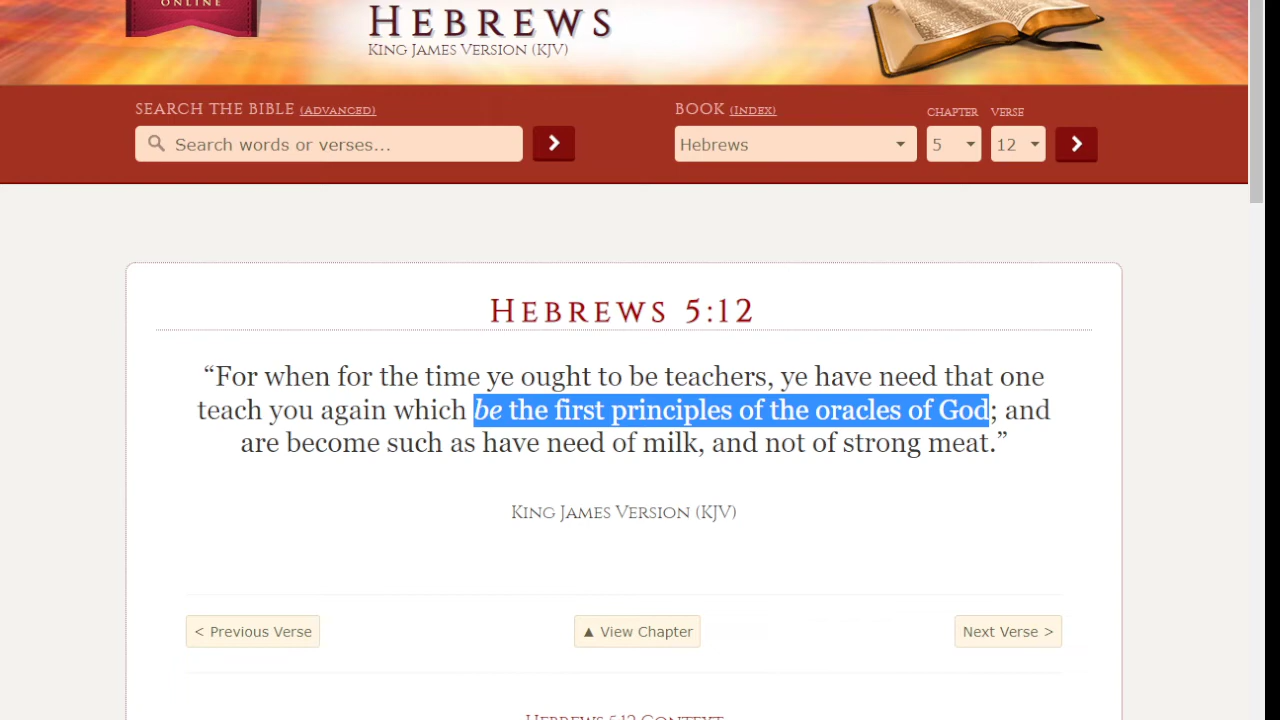 ONLINE
HEBREWS
KING JAMES VERSION (KJV)
SEARCH THE BIBLE (ADVANCED)
BOOK (INDEX)
CHAPTER VERSE
Search words or verses...
Hebrews
5
12
HEBREWS 5:12
“For when for the time ye ought to be teachers, ye have need that one
teach you again which be the first principles of the oracles of God; and
are become such as have need of milk, and not of strong meat.”
KING JAMES VERSION (KJV)
< Previous Verse
▲ View Chapter
Next Verse >
HEBREWS 5:12 CONTEXT